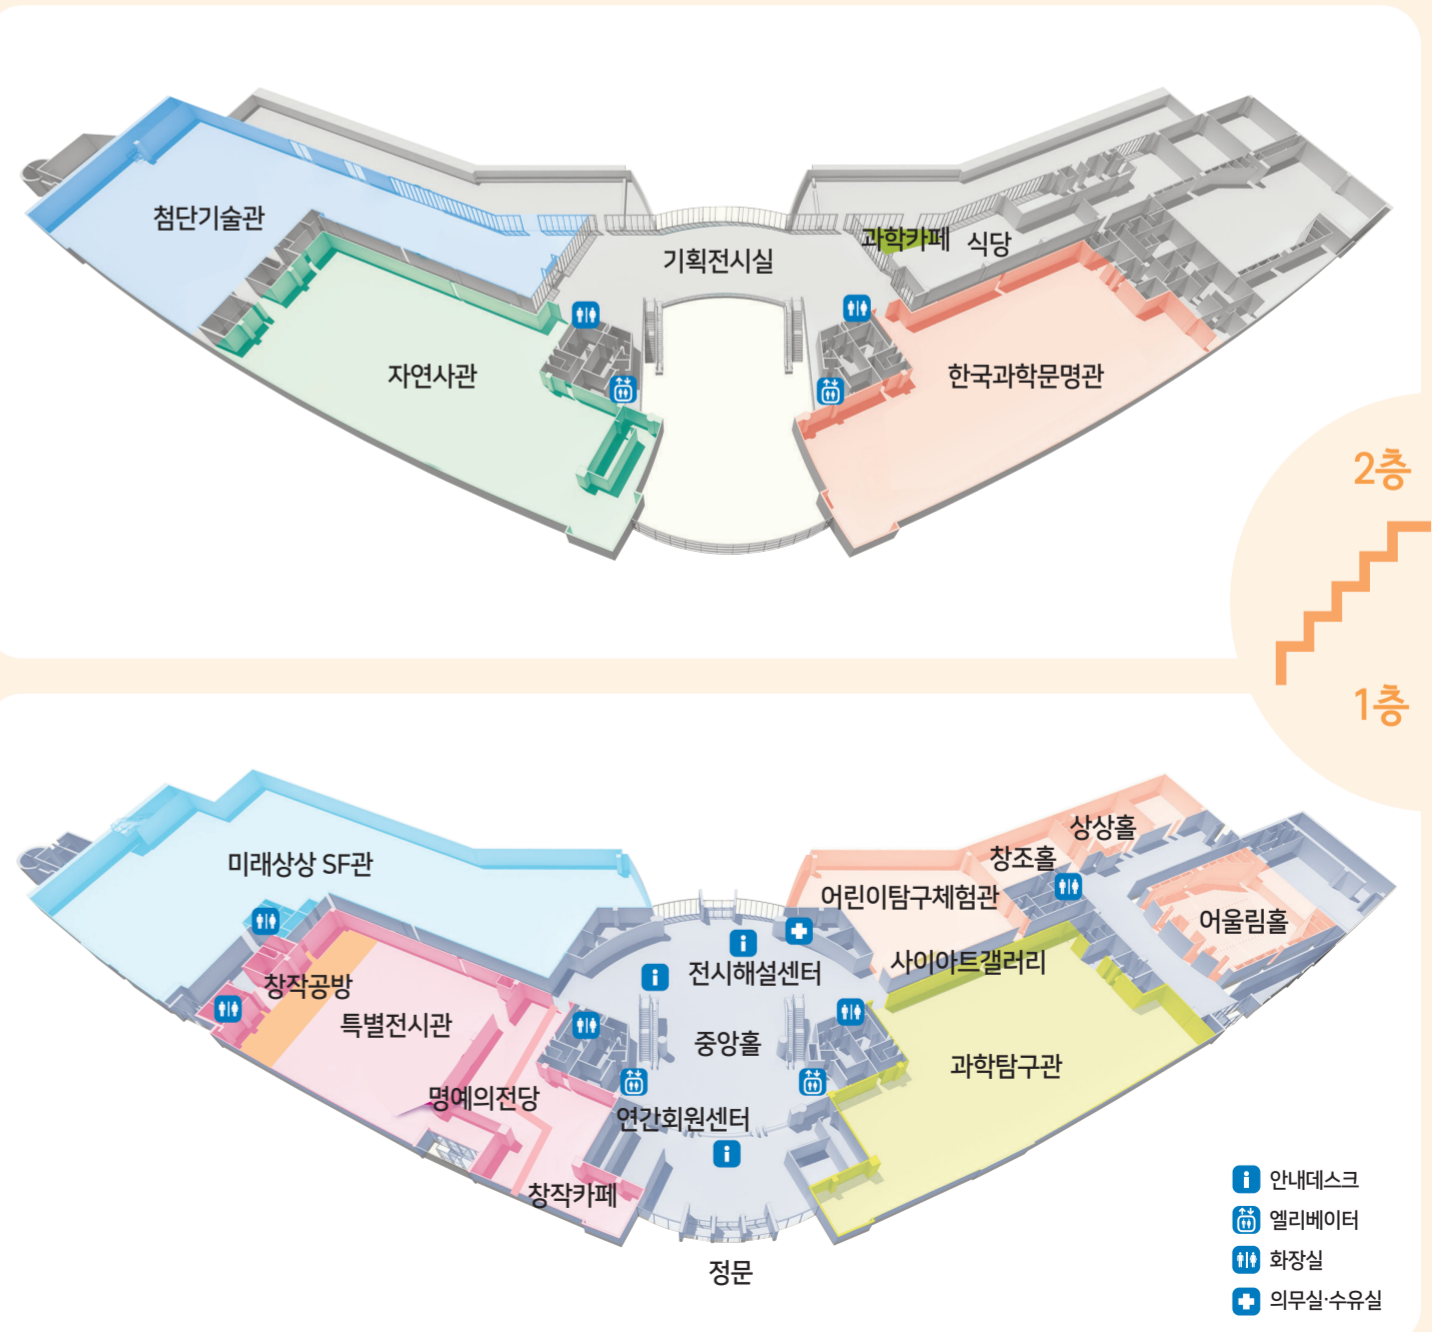 첨단기술관
기획전시실
과학카페
식당
자연사관
한국과학문명관
2층
1층
미래상상 SF관
상상홀
창조홀
어린이탐구체험관
어울림홀
사이아트갤러리
전시해설센터
창작공방
특별전시관
중앙홀
과학탐구관
명예의전당
연간회원센터
창작카페
정문
안내데스크
엘리베이터
화장실
의무실·수유실